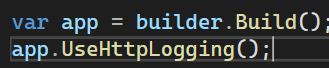 var app = builder.Build();
app.UseHttpLogging();